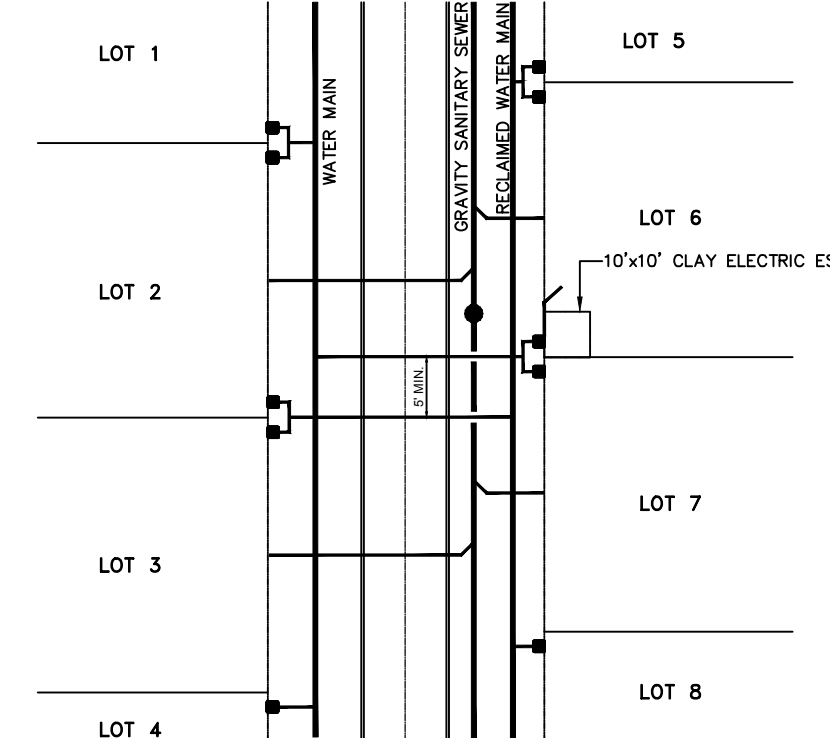 LOT 1
LOT 5
WATER MAIN
GRAVITY SANITARY SEWER
RECLAIMED WATER MAIN
LOT 6
10'x10' CLAY ELECTRIC
LOT 2
5' MIN.
LOT 7
LOT 3
LOT 8
LOT 4